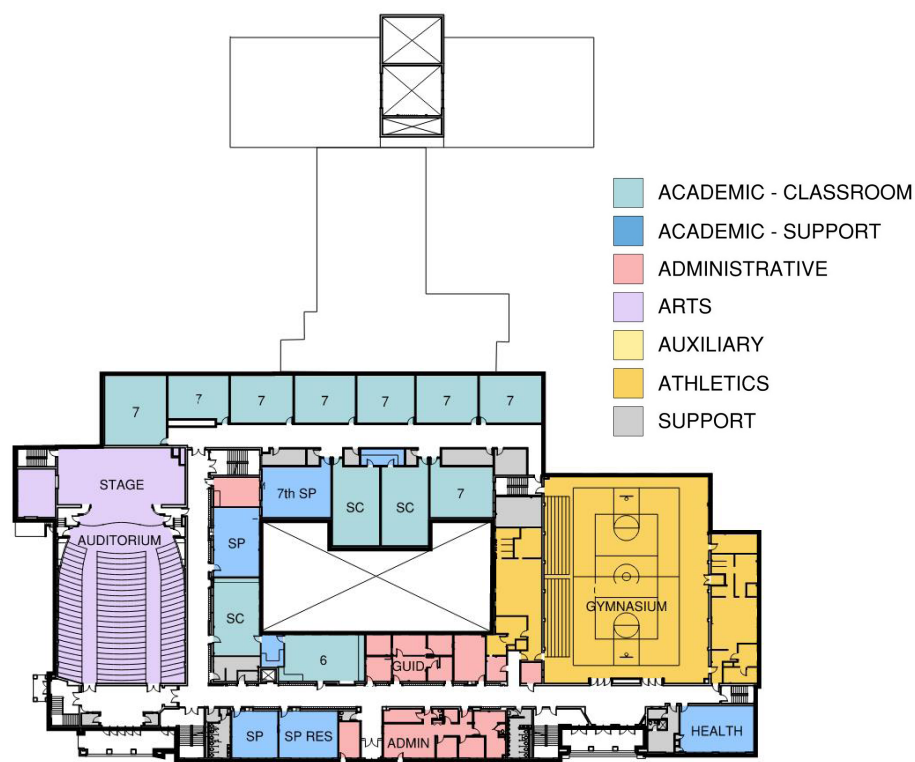 ACADEMIC - CLASSROOM
ACADEMIC - SUPPORT
ADMINISTRATIVE
ARTS
AUXILIARY
ATHLETICS
SUPPORT
7
7
7
7
7
7
7
STAGE
7th SP
SC
SC
7
AUDITORIUM
SP
GYMNASIUM
SC
6
GUID
SP
SP RES
ADMIN
HEALTH